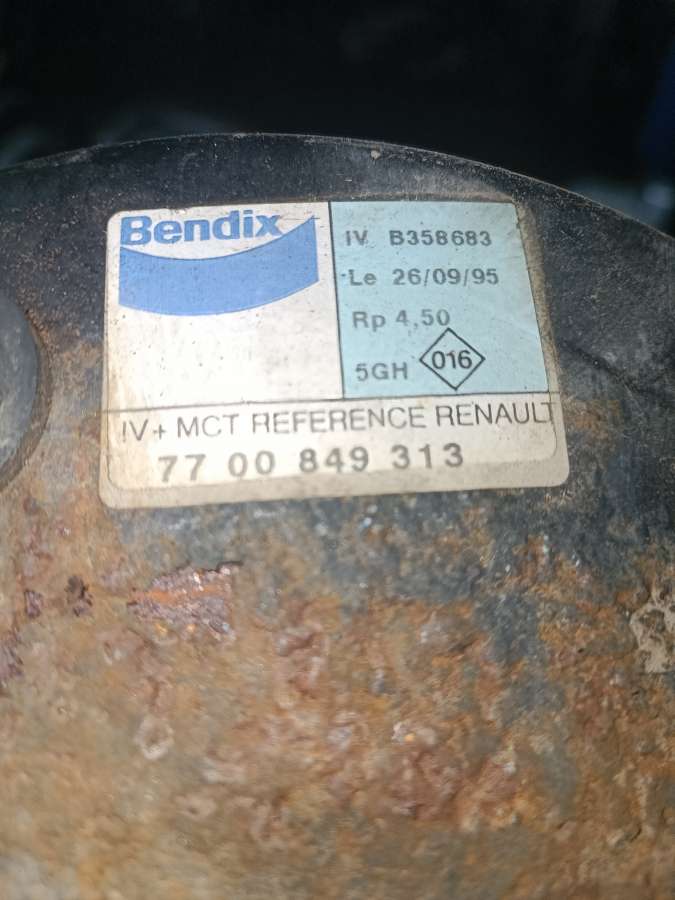 Bendix
IV B358683
Le 26/09/95
Rp 4,50
5GH 016
IV+ MCT REFERENCE RENAULT
77 00 849 313